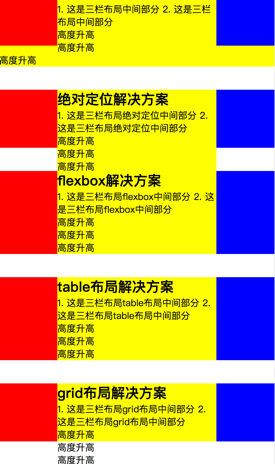 1. 这是三栏布局中间部分 2. 这是三栏
布局中间部分
高度升高
高度升高
高度升高
绝对定位解决方案
1. 这是三栏布局绝对定位中间部分 2.
这是三栏布局绝对定位中间部分
高度升高
高度升高
高度升高
flexbox解决方案
1. 这是三栏布局flexbox中间部分 2. 这
是三栏布局flexbox中间部分
高度升高
高度升高
高度升高
table布局解决方案
1. 这是三栏布局table布局中间部分 2.
这是三栏布局table布局中间部分
高度升高
高度升高
高度升高
grid布局解决方案
1. 这是三栏布局grid布局中间部分 2.
这是三栏布局grid布局中间部分
高度升高
高度升高
高度升高